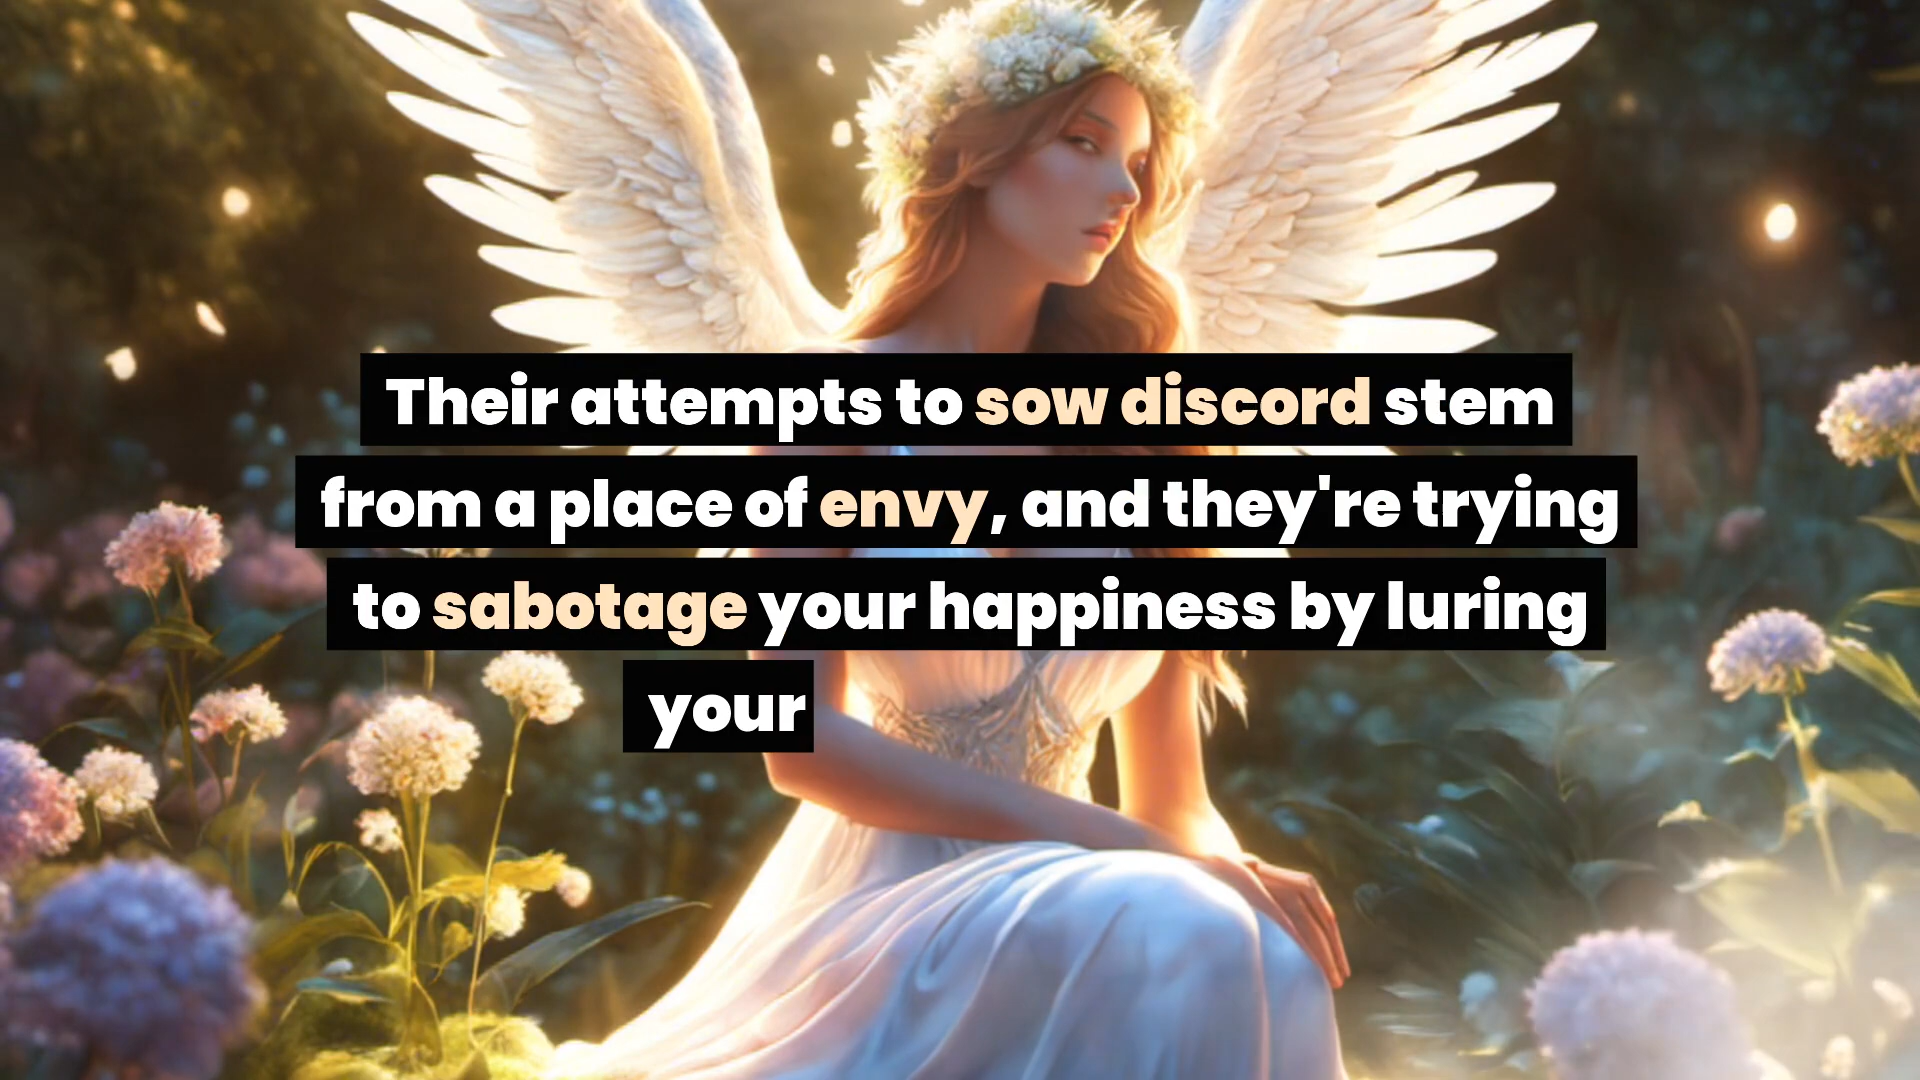 Their attempts to sow discord stem
from a place of envy, and they're trying
to sabotage your happiness by luring
your